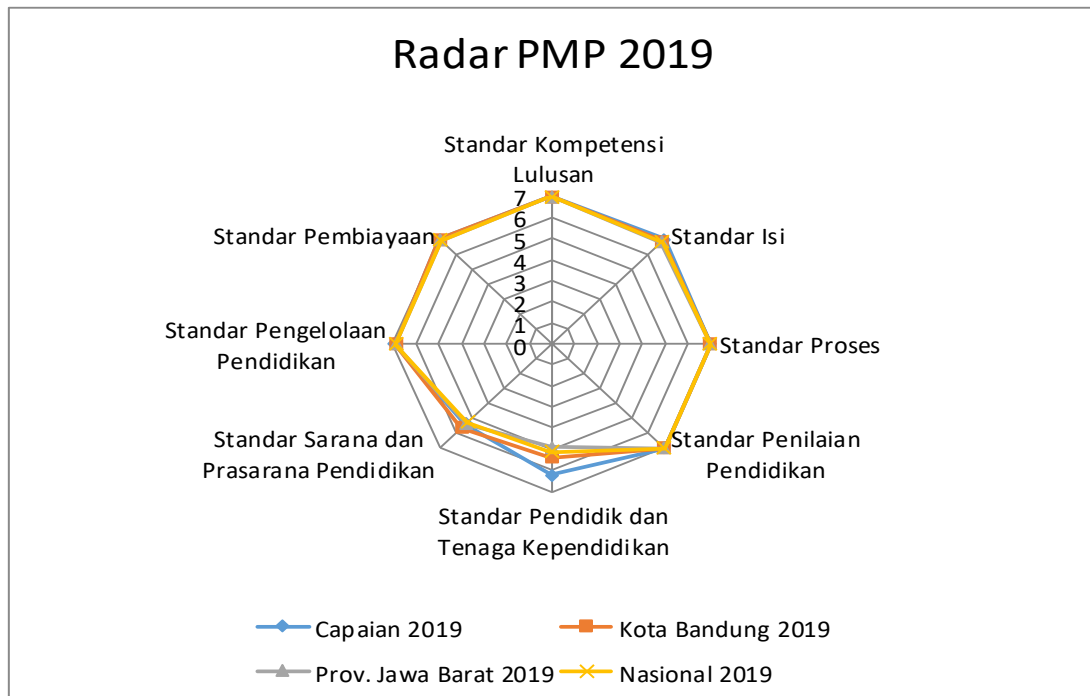 Radar PMP 2019
Standar Kompetensi
Lulusan
7
6
5
4
3
2
1
0
Standar Isi
Standar Proses
Standar Penilaian
Pendidikan
Standar Pendidik dan
Tenaga Kependidikan
Standar Sarana dan
Prasarana Pendidikan
Standar Pengelolaan
Pendidikan
Standar Pembiayaan
Capaian 2019
Kota Bandung 2019
Prov. Jawa Barat 2019
Nasional 2019